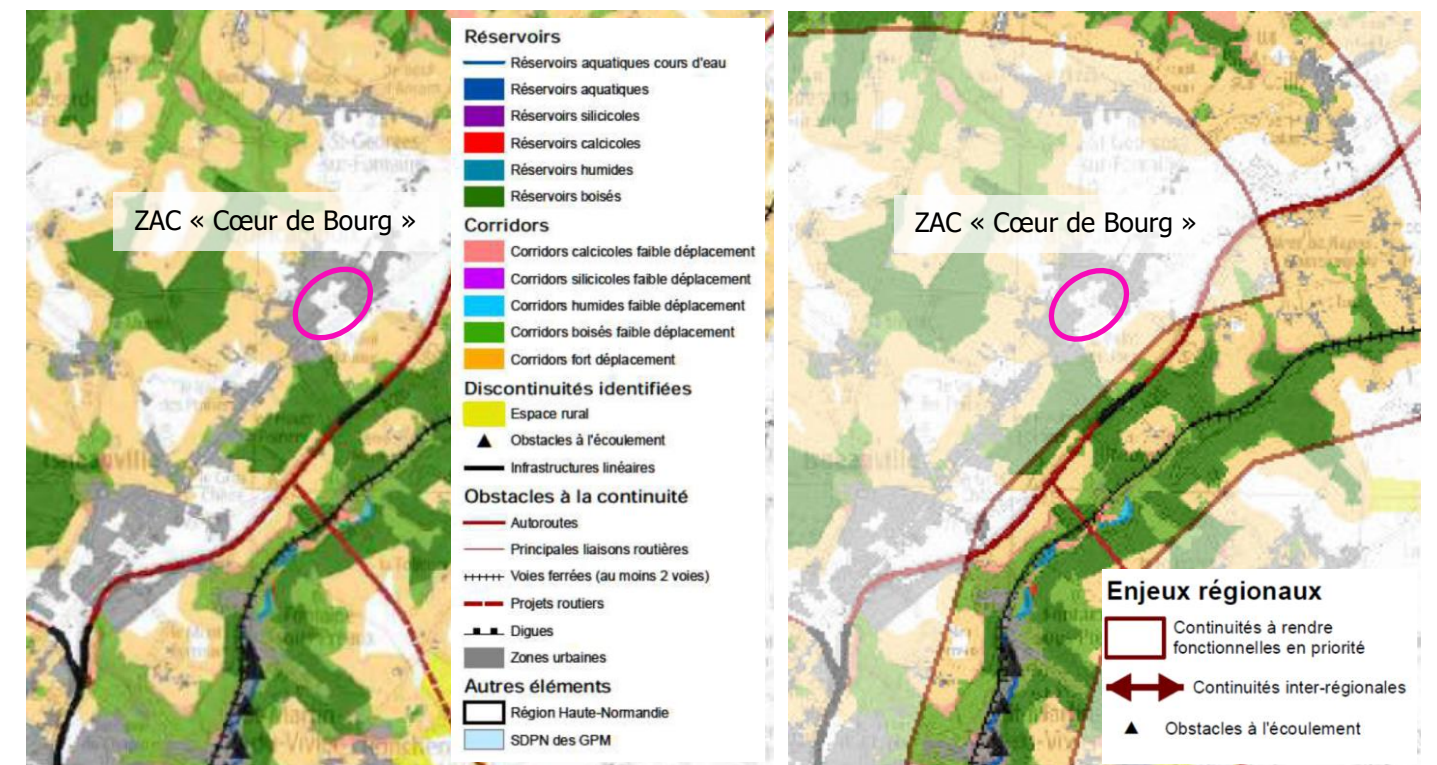 Réservoirs
Réservoirs aquatiques cours d'eau
Réservoirs aquatiques
Réservoirs silicicoles
Réservoirs calcicoles
Réservoirs humides
Réservoirs boisés
Corridors
Corridors calcicoles faible déplacement
Corridors silicicoles faible déplacement
Corridors humides faible déplacement
Corridors boisés faible déplacement
Corridors fort déplacement
Discontinuités identifiées
Espace rural
Obstacles à l'écoulement
Infrastructures linéaires
Obstacles à la continuité
Autoroutes
Principales liaisons routières
Voies ferrées (au moins 2 voies)
Projets routiers
Digues
Zones urbaines
Autres éléments
Région Haute-Normandie
SDPN des GPM
ZAC « Cœur de Bourg »
ZAC « Cœur de Bourg »
Enjeux régionaux
Continuités à rendre
fonctionnelles en priorité
Continuités inter-régionales
Obstacles à l'écoulement